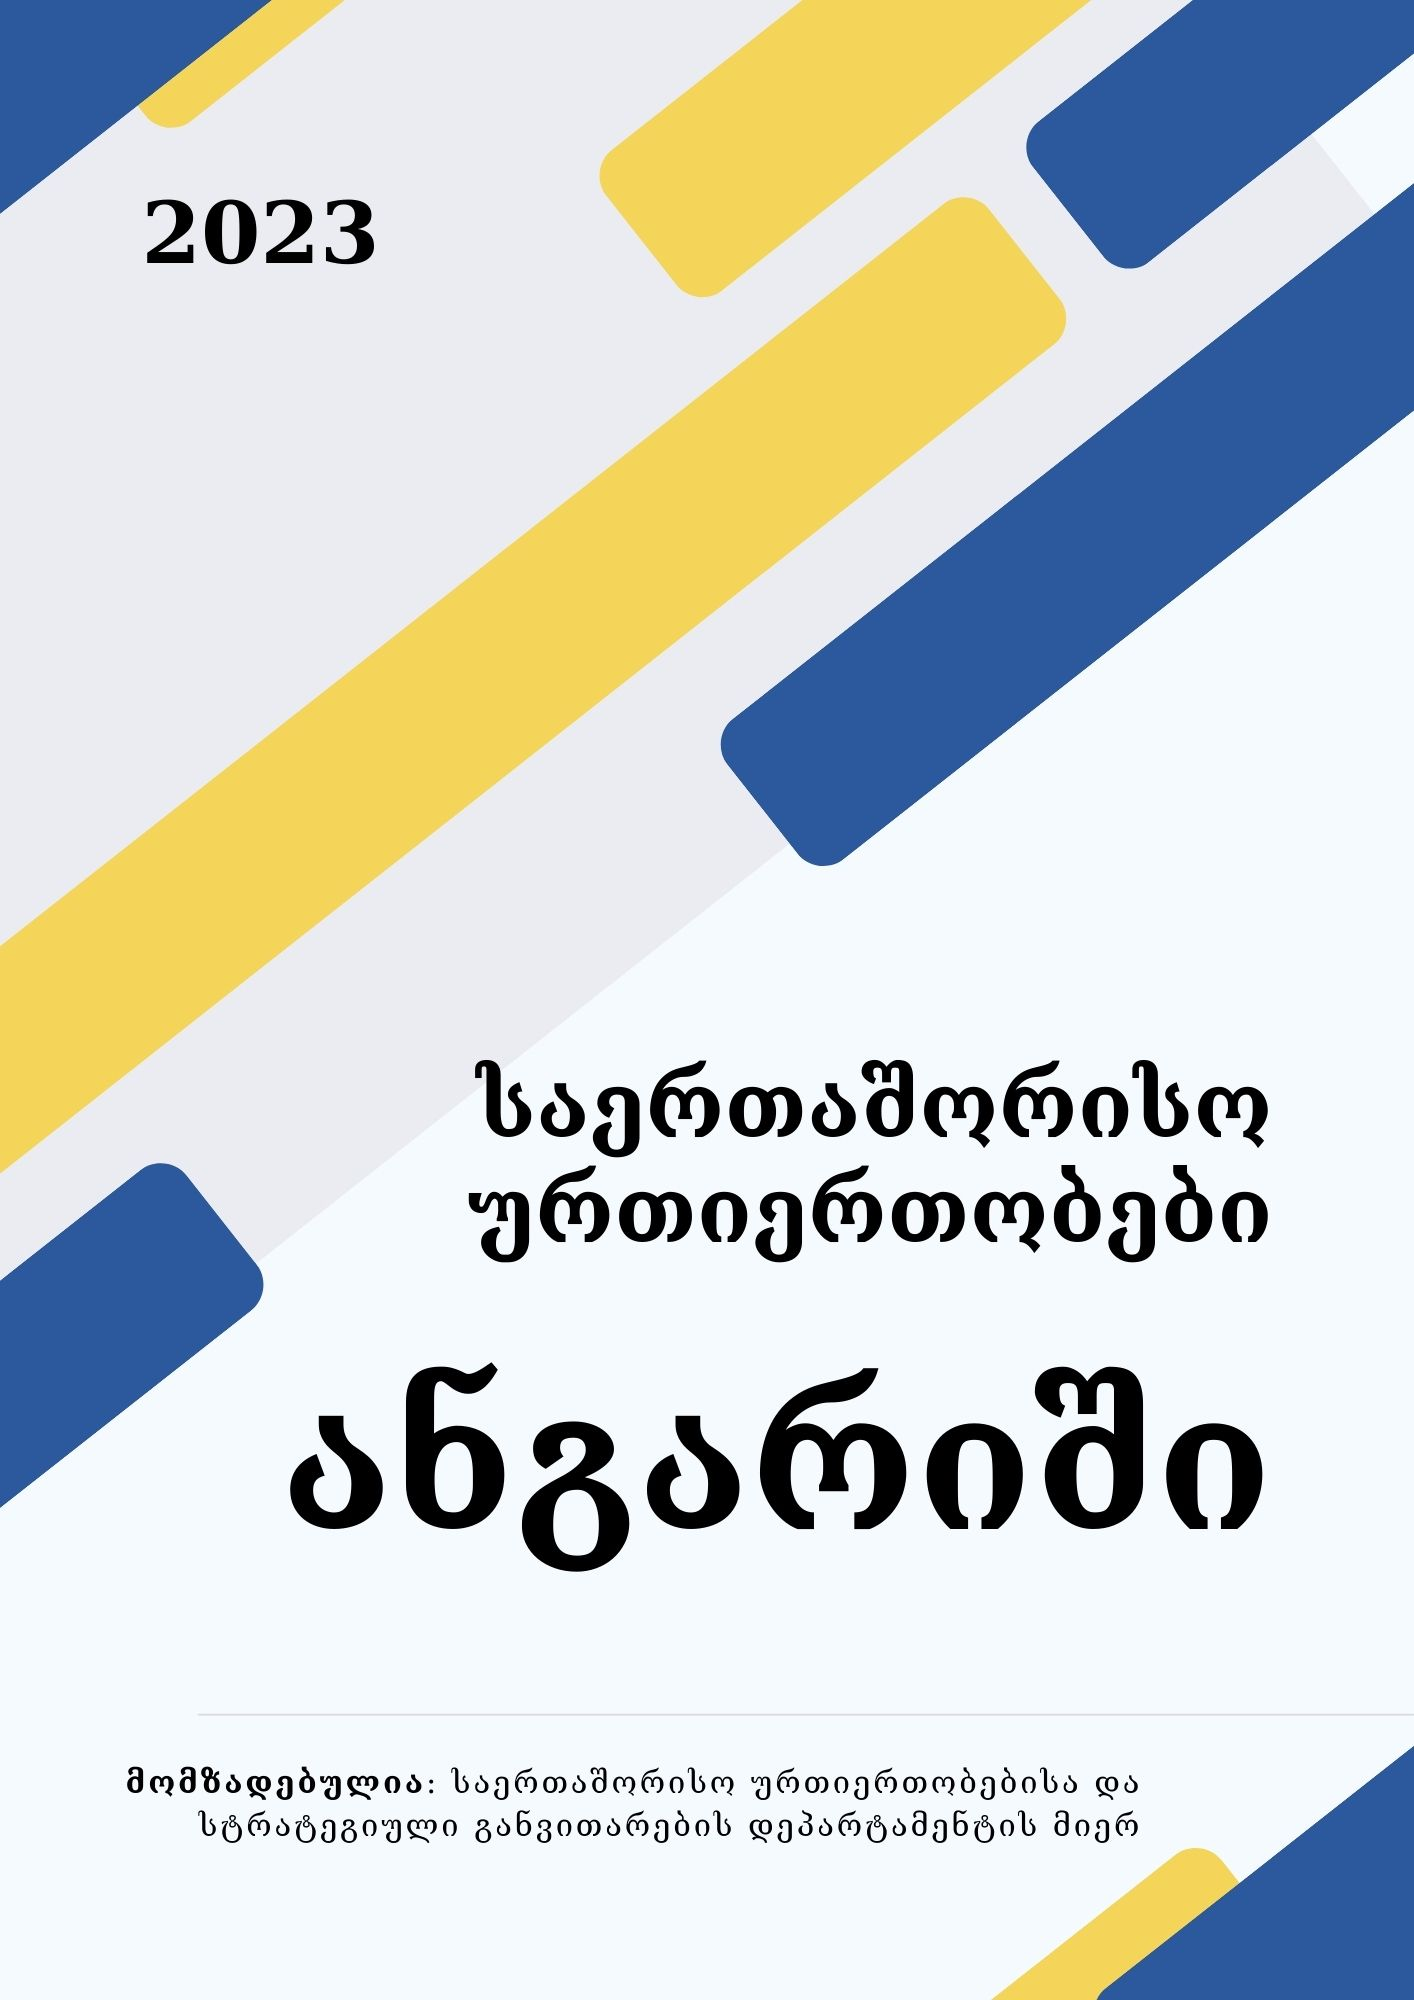 2023
საერთაშორისო
ურთიერთობები
ანგარიში
მომზადებულია: საერთაშორისო ურთიერთობებისა და
სტრატეგიული განვითარების დეპარტამენტის მიერ